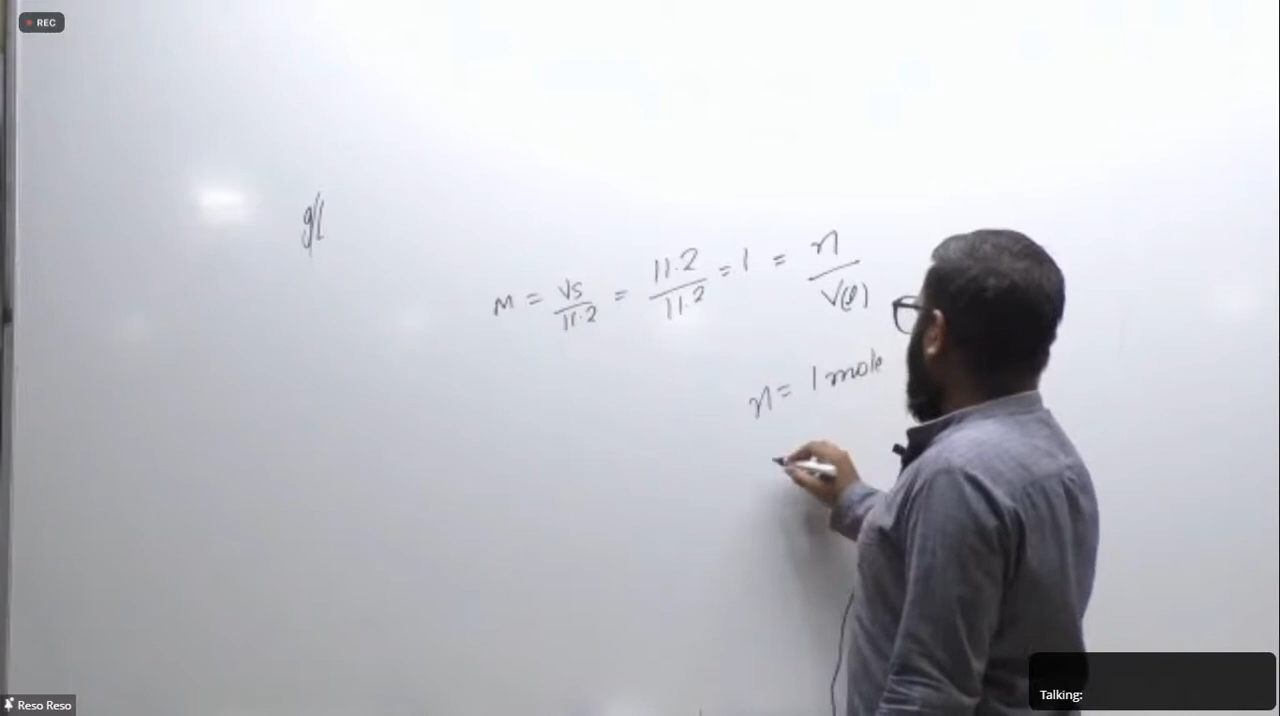 REC
g/l
M = VS/11.2 = 11.2/11.2 = 1 = n/V(l)
n = 1 mole
Reso Reso
Talking: